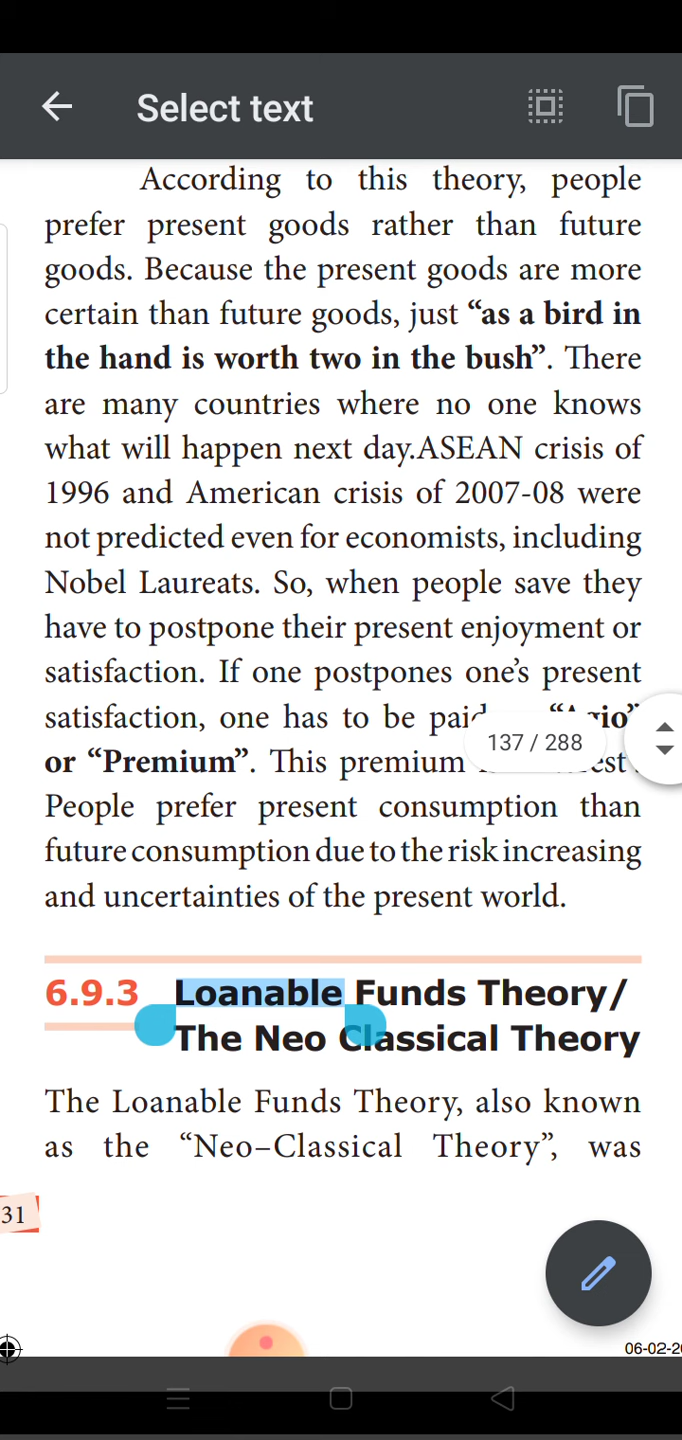 Select text
According to this theory, people
prefer present goods rather than future
goods. Because the present goods are more
certain than future goods, just “as a bird in
the hand is worth two in the bush”. There
are many countries where no one knows
what will happen next day.ASEAN crisis of
1996 and American crisis of 2007-08 were
not predicted even for economists, including
Nobel Laureats. So, when people save they
have to postpone their present enjoyment or
satisfaction. If one postpones one’s present
satisfaction, one has to be
137 / 288
or “Premium”. This premium
People prefer present consumption than
future consumption due to the risk increasing
and uncertainties of the present world.
6.9.3 Loanable Funds Theory/
The Neo Classical Theory
The Loanable Funds Theory, also known
as the “Neo–Classical Theory”, was
31